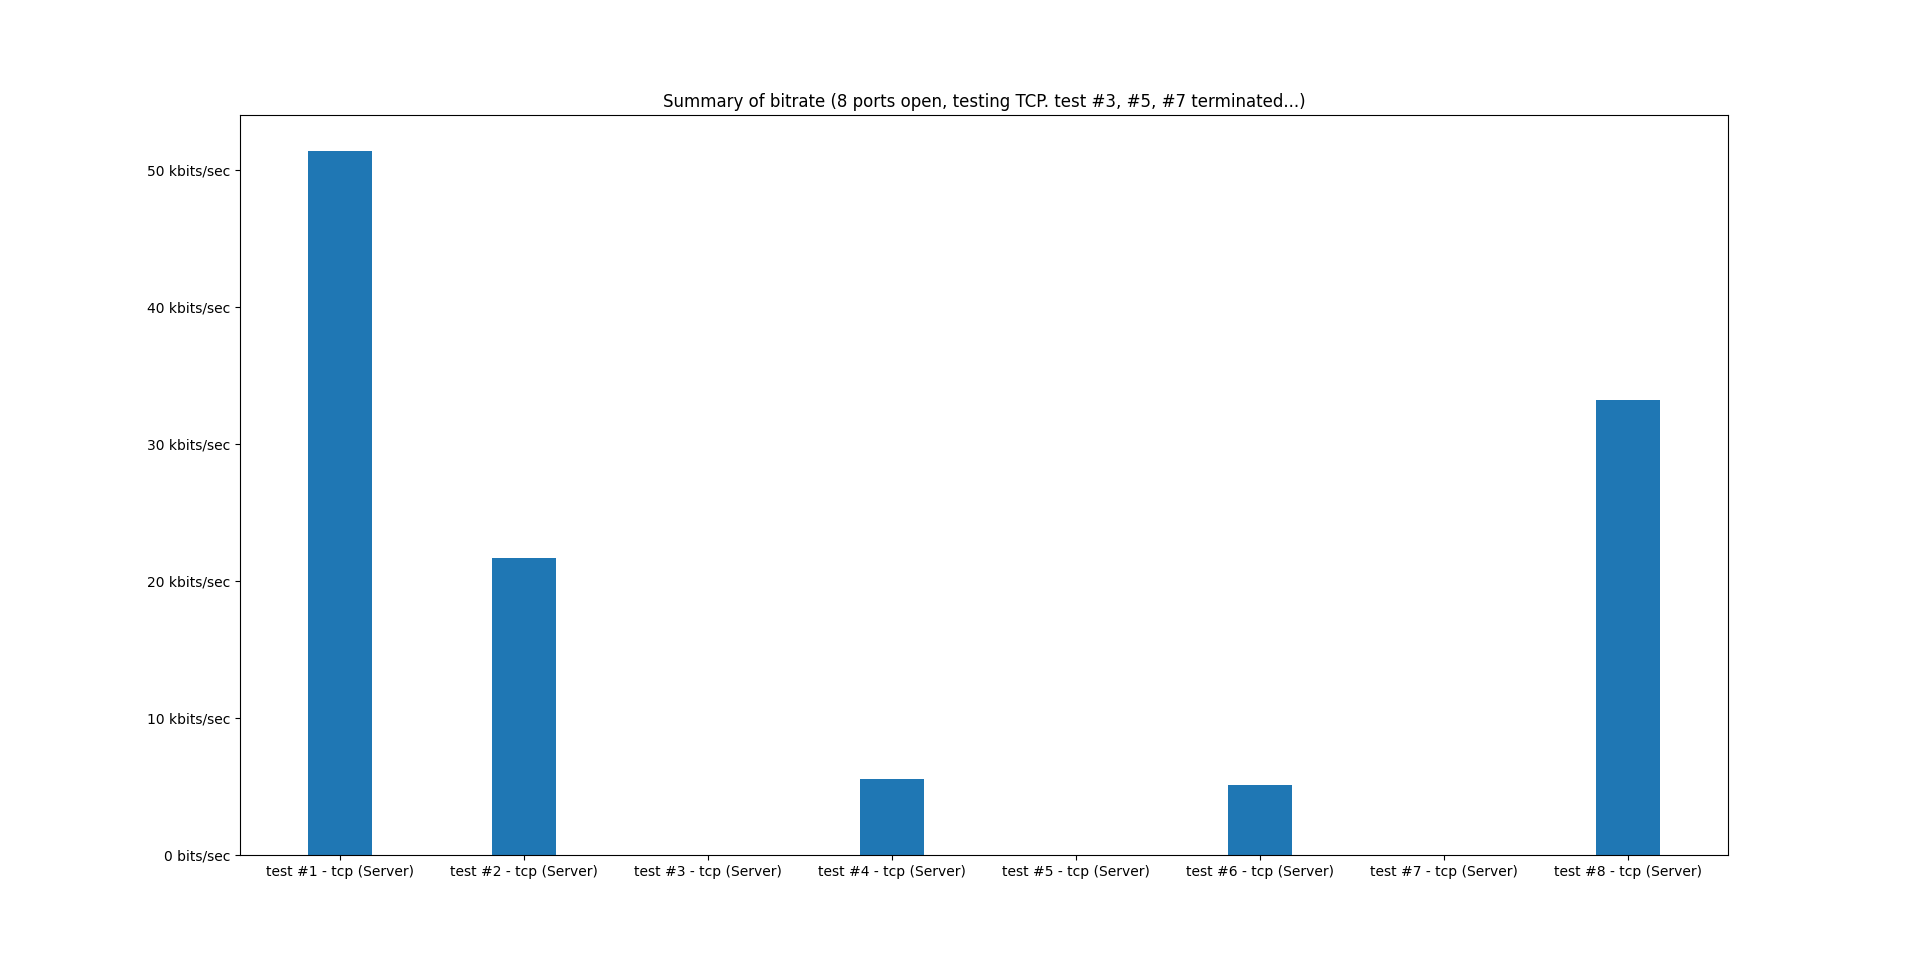 Summary of bitrate (8 ports open, testing TCP. test #3, #5, #7 terminated...)
50 kbits/sec
40 kbits/sec
30 kbits/sec
20 kbits/sec
10 kbits/sec
0 bits/sec
test #1 - tcp (Server)
test #2 - tcp (Server)
test #3 - tcp (Server)
test #4 - tcp (Server)
test #5 - tcp (Server)
test #6 - tcp (Server)
test #7 - tcp (Server)
test #8 - tcp (Server)